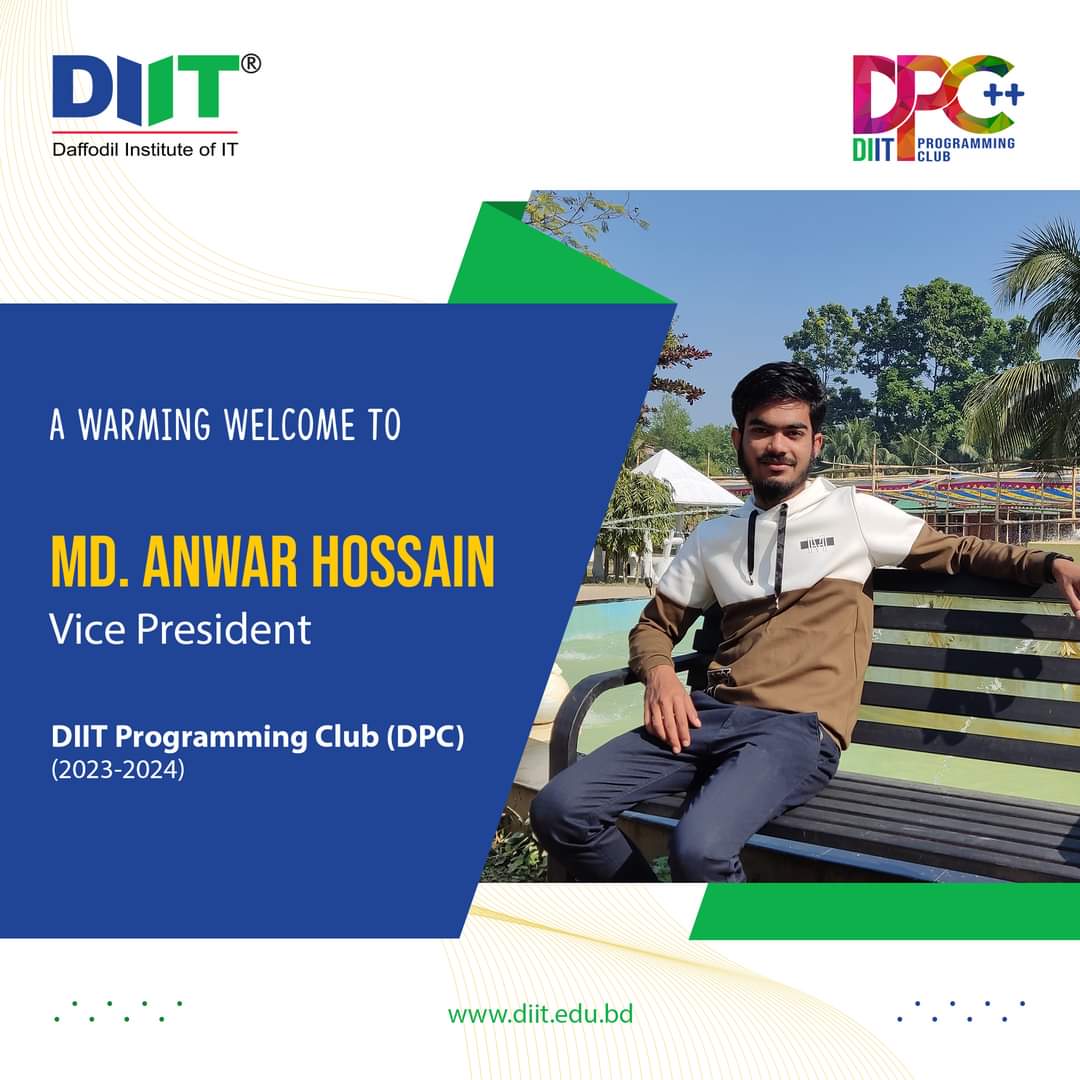 DIIT®
Daffodil Institute of IT
DPC++
DIIT PROGRAMMING
CLUB
A WARMING WELCOME TO
MD. ANWAR HOSSAIN
Vice President
DIIT Programming Club (DPC)
(2023-2024)
www.diit.edu.bd